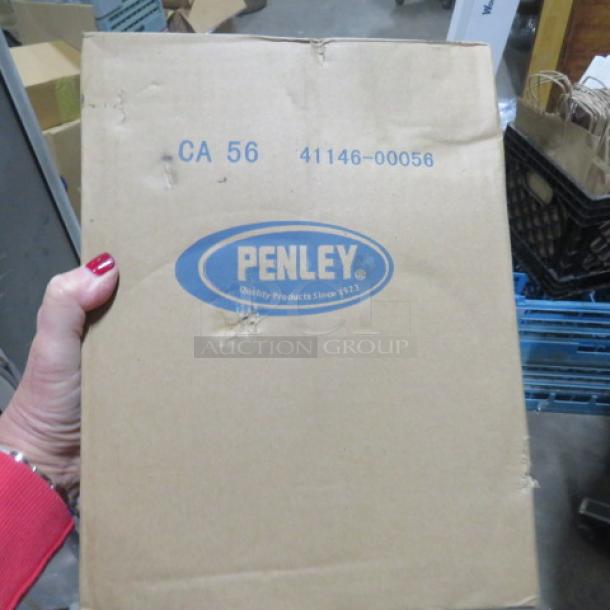 CA 56 41146-00056
PENLEY®
Quality Products Since 1923
AUCTION GROUP